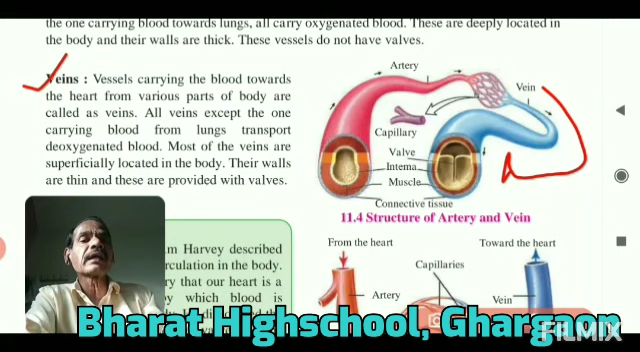 the one carrying blood towards lungs, all carry oxygenated blood. These are deeply located in
the body and their walls are thick. These vessels do not have valves.
Veins : Vessels carrying the blood towards
the heart from various parts of body are
called as veins. All veins except the one
carrying blood from lungs transport
deoxygenated blood. Most of the veins are
superficially located in the body. Their walls
are thin and these are provided with valves.
Artery
Vein
Capillary
Valve
Intema
Muscle
Connective tissue
11.4 Structure of Artery and Vein
m Harvey described
rculation in the body.
ry that our heart is a
y which blood is
From the heart
Toward the heart
Capillaries
Artery
Vein
Bharat Highschool, Ghargaon
FILMIX